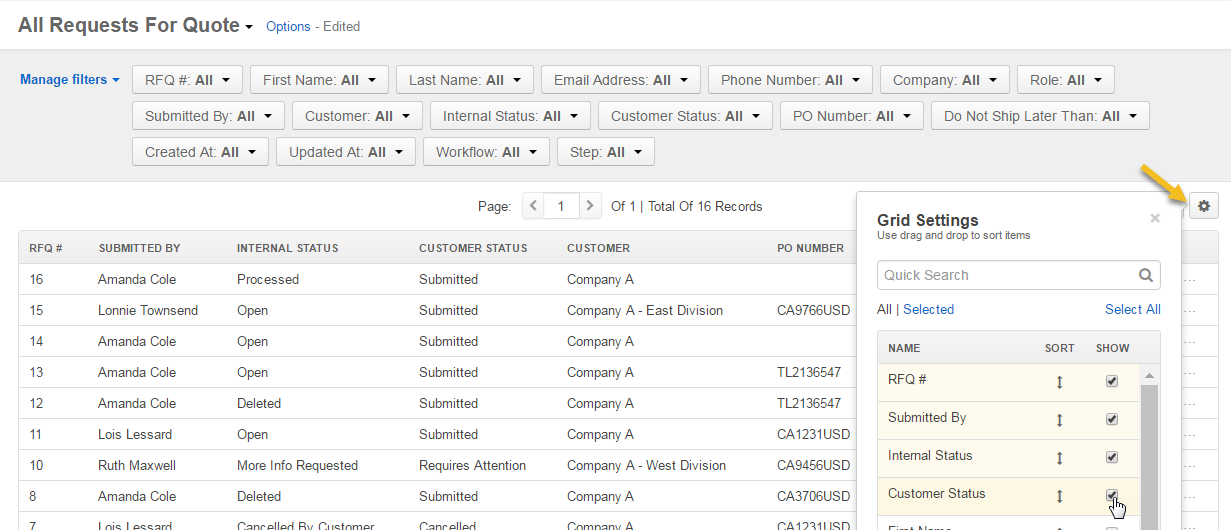 All Requests For Quote Options - Edited
Manage filters RFQ #: All First Name: All Last Name: All Email Address: All Phone Number: All Company: All Role: All
Submitted By: All Customer: All Internal Status: All Customer Status: All PO Number: All Do Not Ship Later Than: All
Created At: All Updated At: All Workflow: All Step: All
Page: 1 Of 1 | Total Of 16 Records
RFQ # SUBMITTED BY INTERNAL STATUS CUSTOMER STATUS CUSTOMER PO NUMBER
16 Amanda Cole Processed Submitted Company A ...
15 Lonnie Townsend Open Submitted Company A - East Division CA9766USD ...
14 Amanda Cole Open Submitted Company A ...
13 Amanda Cole Open Submitted Company A TL2136547 ...
12 Amanda Cole Deleted Submitted Company A TL2136547 ...
11 Lois Lessard Open Submitted Company A CA1231USD ...
10 Ruth Maxwell More Info Requested Requires Attention Company A - West Division CA9456USD ...
8 Amanda Cole Deleted Submitted Company A CA3706USD ...
7 Lois Lessard Cancelled By Customer Cancelled Company A CA1231USD ...
Grid Settings
Use drag and drop to sort items
Quick Search
All | Selected Select All
NAME SORT SHOW
RFQ #
Submitted By
Internal Status
Customer Status
First Name